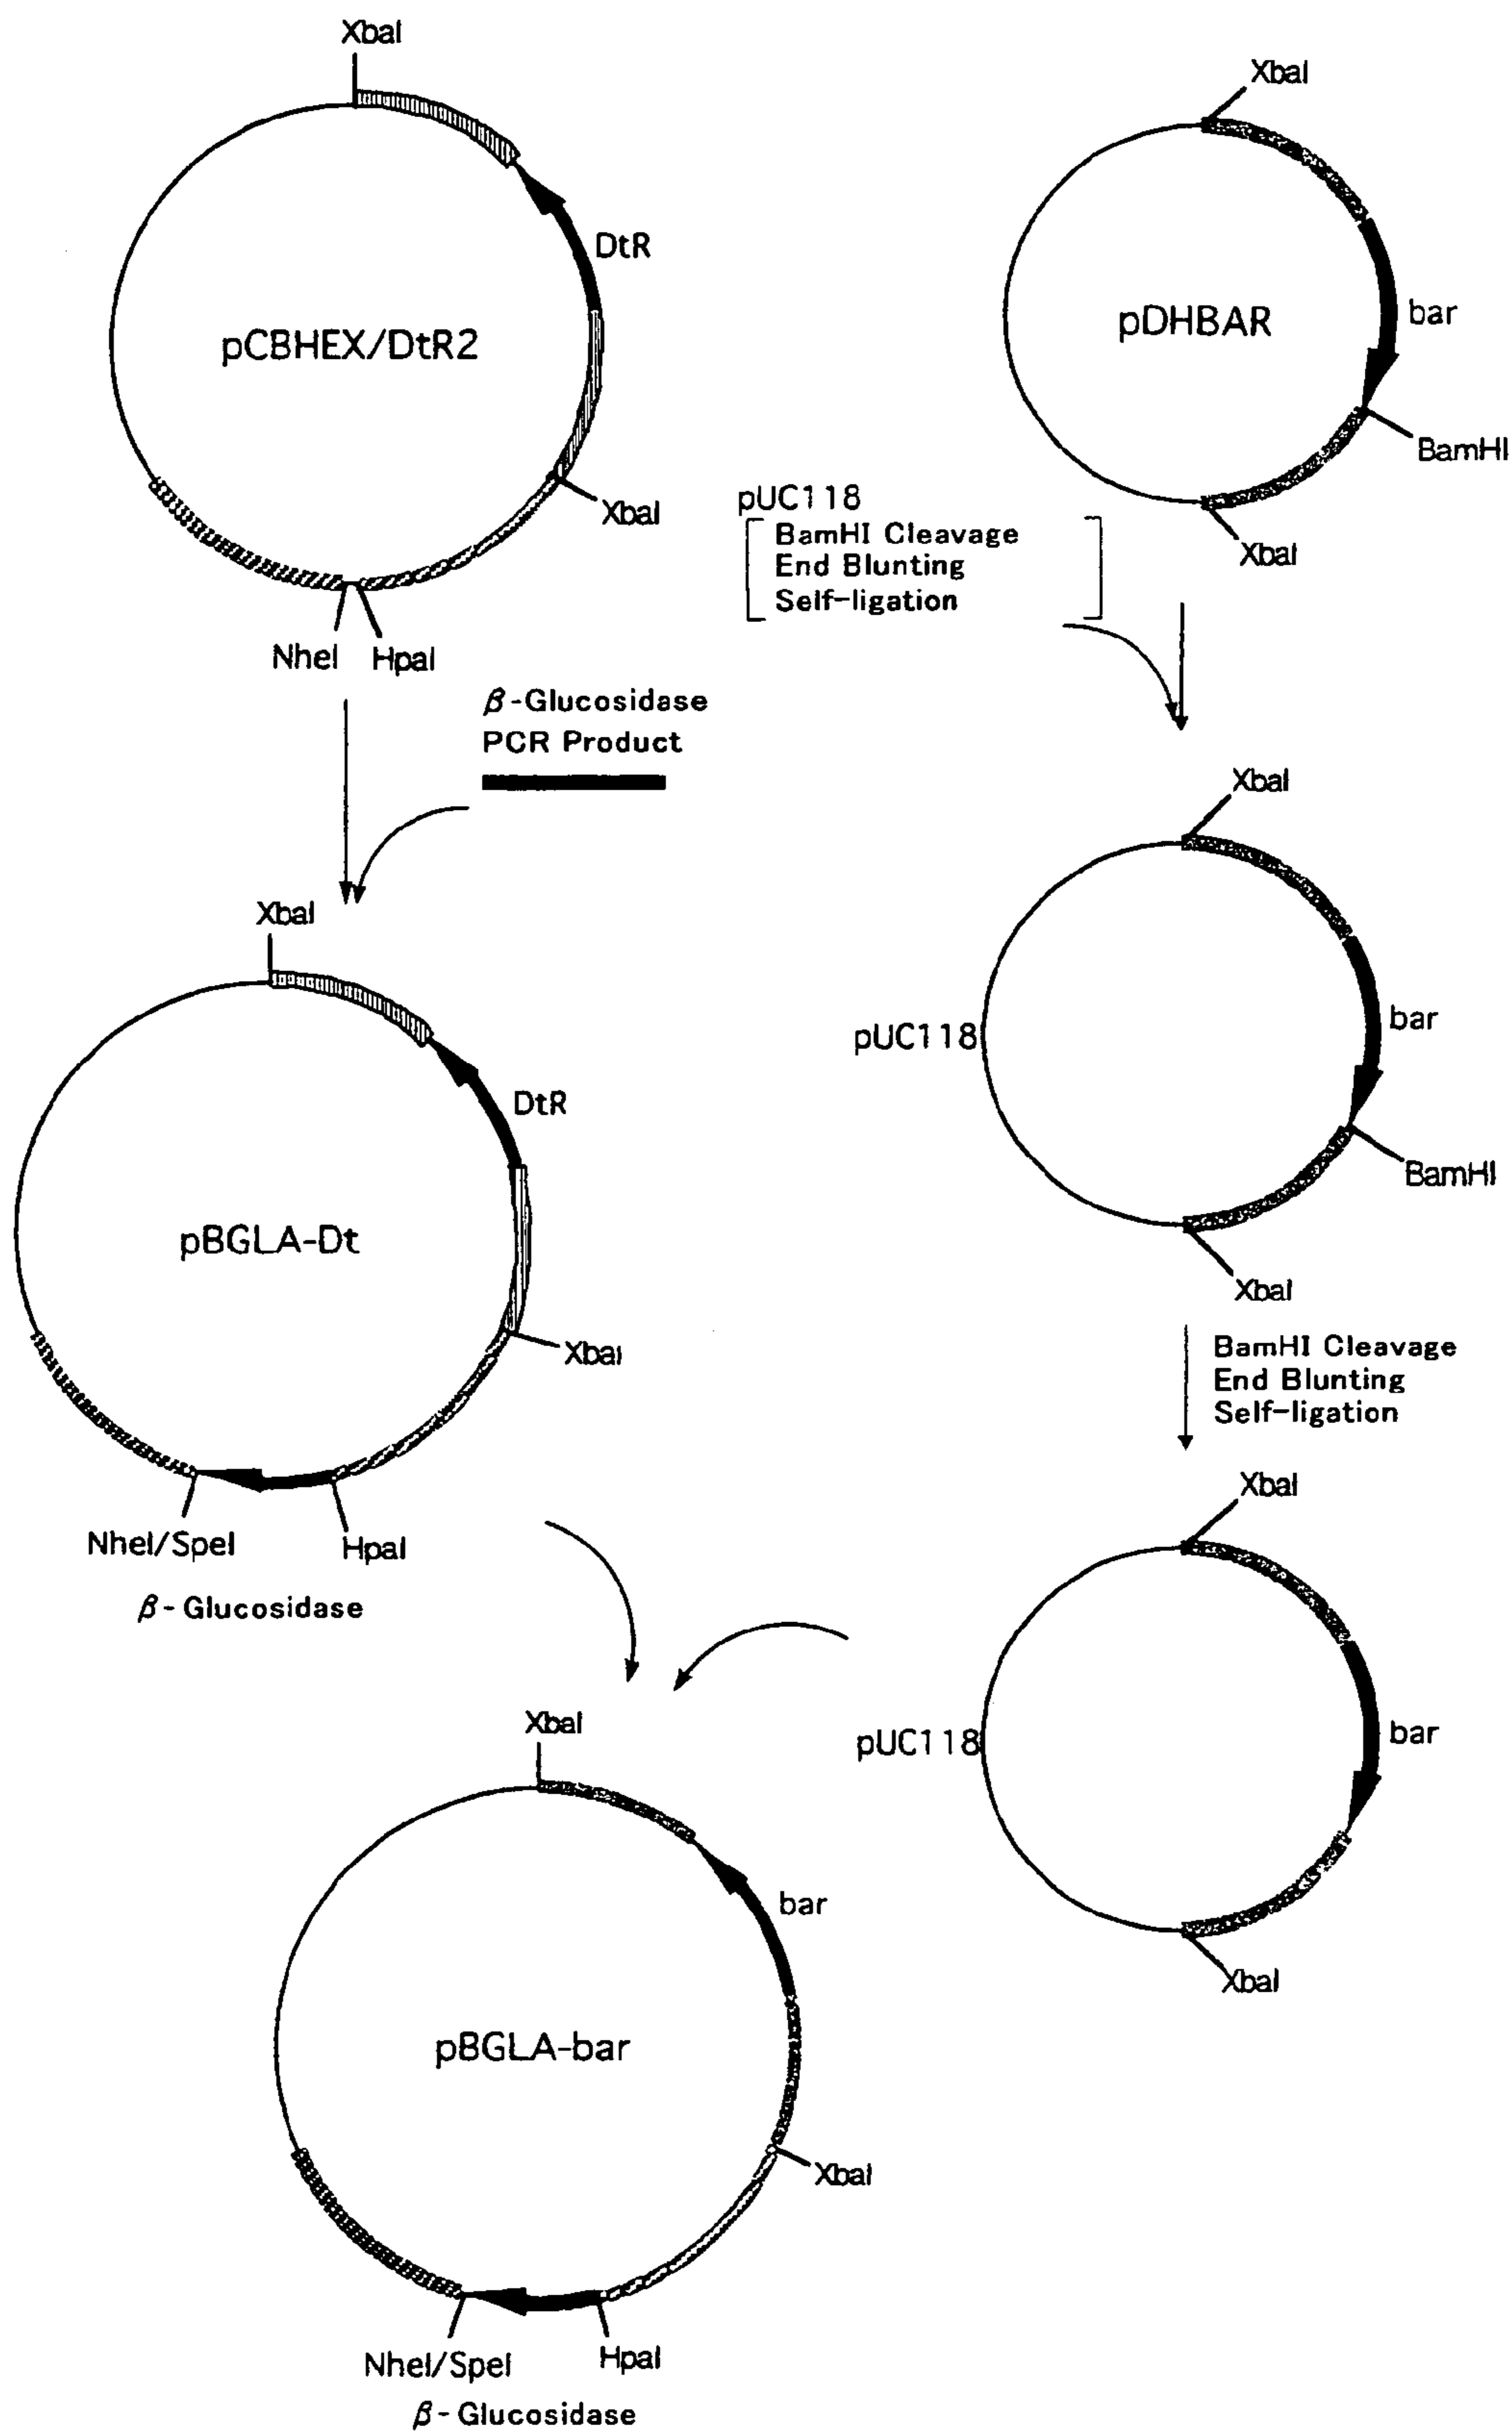 XbaI
DtR
pCBHEX/DtR2
XbaI
NheI HpaI
β-Glucosidase
PCR Product
XbaI
bar
pDHBAR
BamHI
XbaI
pUC118
BamHI Cleavage
End Blunting
Self-ligation
XbaI
DtR
pBGLA-Dt
XbaI
NheI/SpeI HpaI
β-Glucosidase
XbaI
pUC118
bar
BamHI
XbaI
BamHI Cleavage
End Blunting
Self-ligation
XbaI
pUC118
bar
XbaI
XbaI
bar
pBGLA-bar
XbaI
NheI/SpeI HpaI
β-Glucosidase